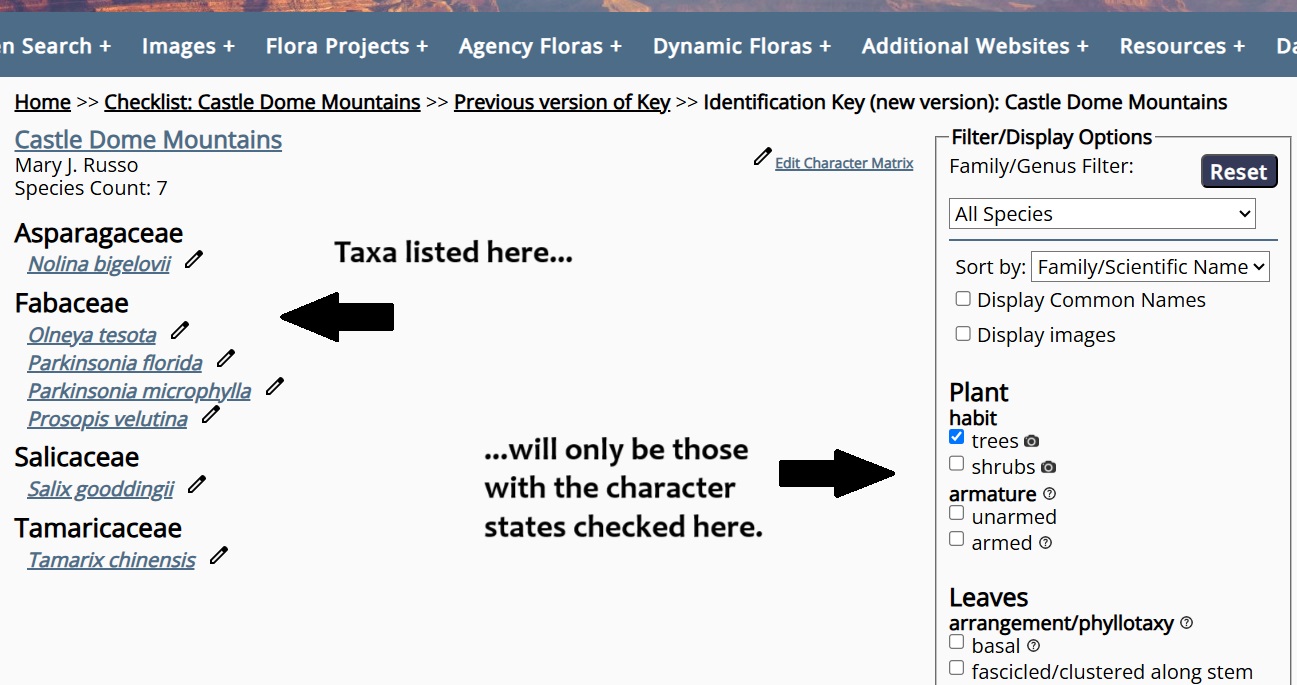 n Search + Images + Flora Projects + Agency Floras + Dynamic Floras + Additional Websites + Resources + Da
Home >> Checklist: Castle Dome Mountains >> Previous version of Key >> Identification Key (new version): Castle Dome Mountains
Castle Dome Mountains
Mary J. Russo
Species Count: 7
Edit Character Matrix
Asparagaceae
Nolina bigelovii
Fabaceae
Olneya tesota
Parkinsonia florida
Parkinsonia microphylla
Prosopis velutina
Salicaceae
Salix gooddingii
Tamaricaceae
Tamarix chinensis
Taxa listed here...
...will only be those
with the character
states checked here.
Filter/Display Options
Family/Genus Filter:
Reset
All Species
Sort by: Family/Scientific Name
Display Common Names
Display images
Plant
habit
trees
shrubs
armature
unarmed
armed
Leaves
arrangement/phyllotaxy
basal
fascicled/clustered along stem